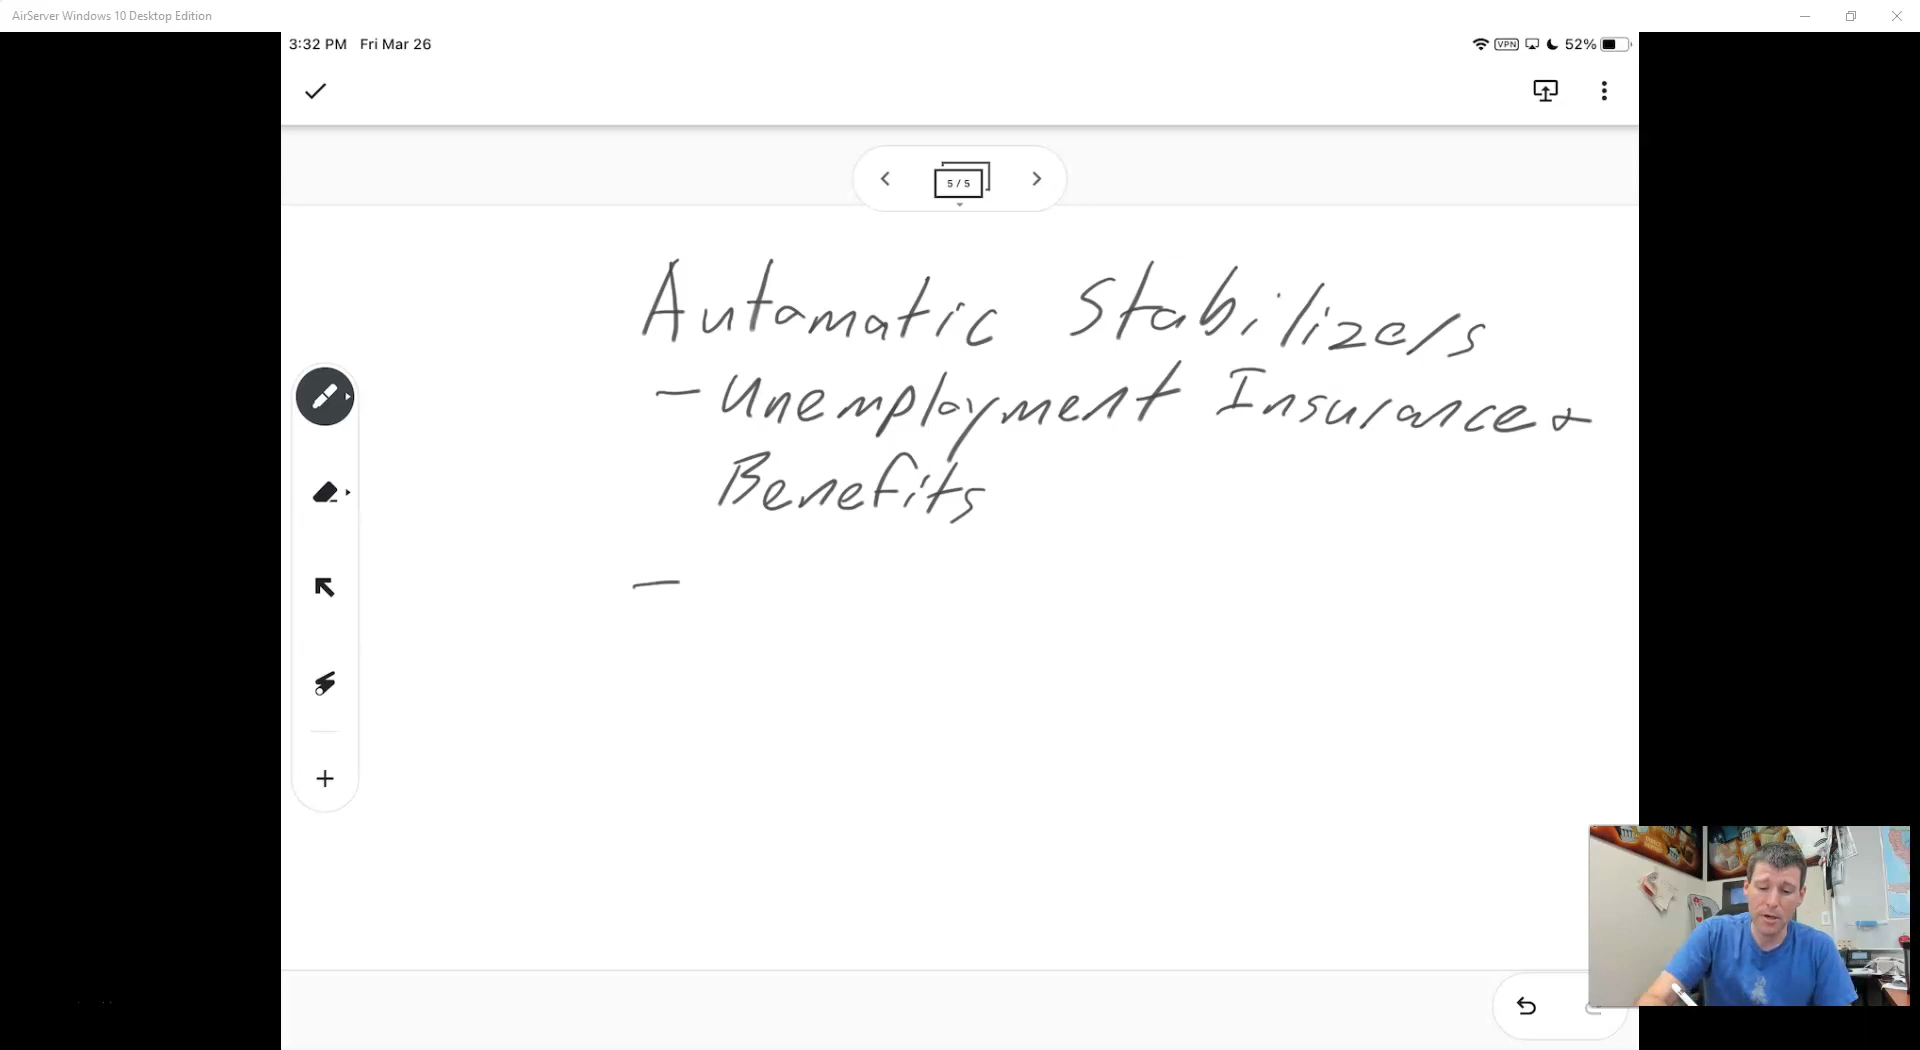 AirServer Windows 10 Desktop Edition
3:32 PM Fri Mar 26
VPN 52%
5 / 5
Automatic Stabilizers
- Unemployment Insurance &
Benefits
-